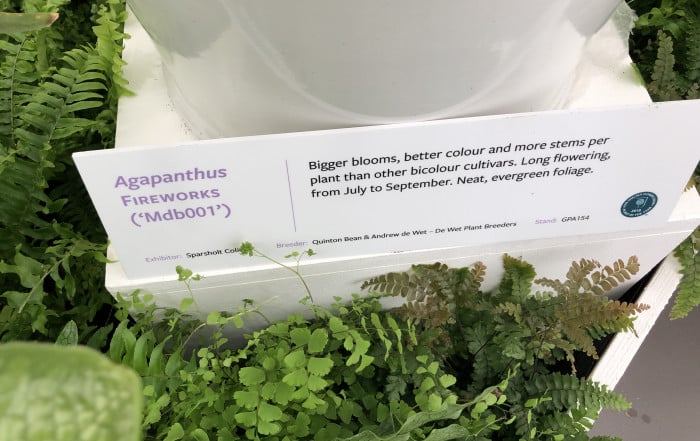 Agapanthus
FIREWORKS
('Mdb001')
Bigger blooms, better colour and more stems per
plant than other bicolour cultivars. Long flowering,
from July to September. Neat, evergreen foliage.
Exhibitor: Sparsholt
Breeder: Quinton Bean & Andrew de Wet – De Wet Plant Breeders
Stand: GPA154